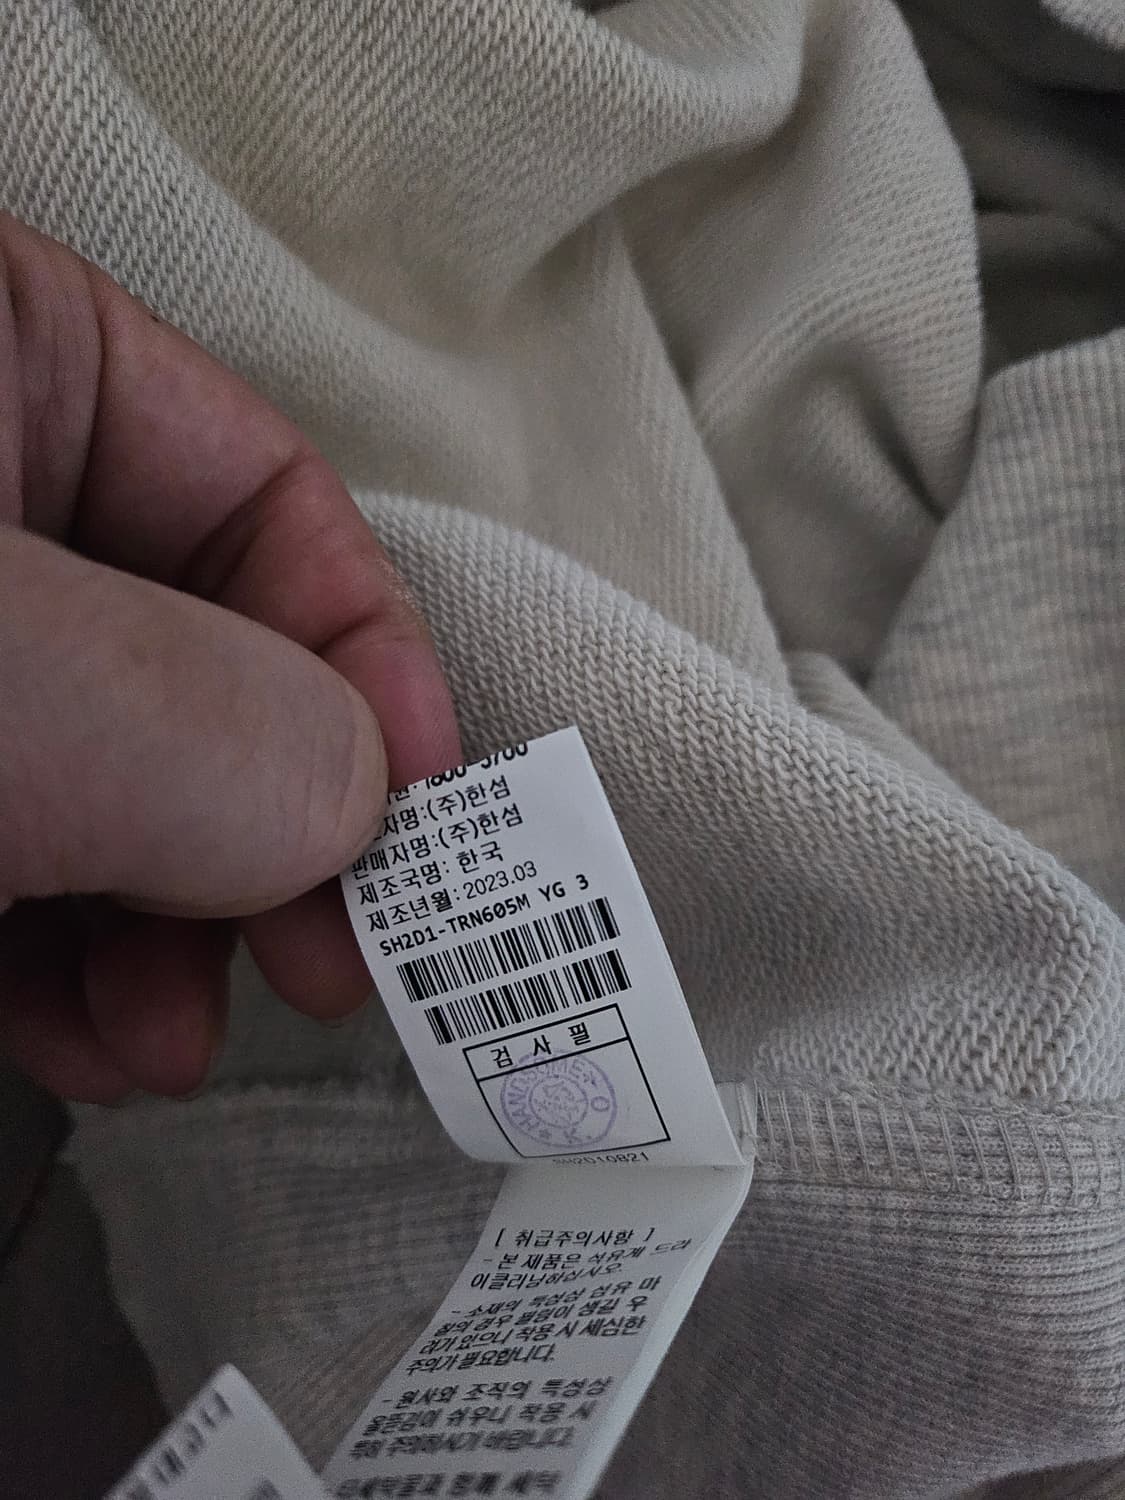 1800-5700
(주)한섬
판매자명:(주)한섬
제조국명: 한국
제조년월:2023.03
SH2D1-TRN605M YG 3
검 사 필
HANDSOME
SH2D10821
[ 취급주의사항 ]
- 본 제품은 석유계 드라
이클리닝하십시오.
- 소재의 특성상 섬유 마
찰의 경우 필링이 생길 우
려가 있으니 착용 시 세심한
주의가 필요합니다.
- 원사와 조직의 특성상
올뜯김이 쉬우니 착용 시
특히 주의하시기 바랍니다.